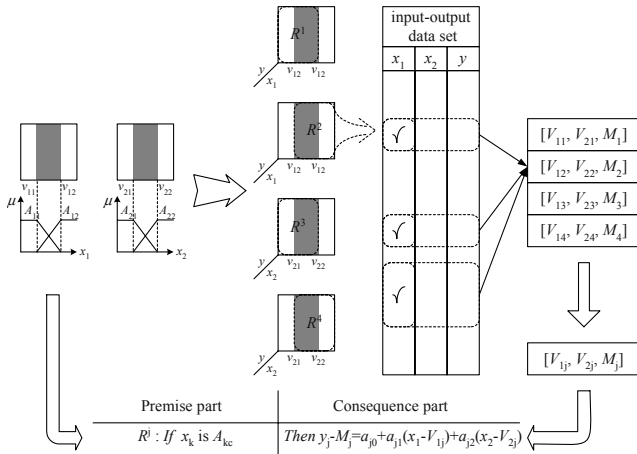 input-output
data set
x1 x2 y
R1
y
x1
v12 v12
R2
y
x1
v12 v12
R3
y
x2
v21 v22
R4
y
x2
v21 v22
v11 v12
μ
A11 A12
x1
v21 v22
μ
A21 A22
x2
√
√
√
[V11, V21, M1]
[V12, V22, M2]
[V13, V23, M3]
[V14, V24, M4]
[V1j, V2j, Mj]
Premise part
Consequence part
Rj : If xk is Akc
Then yj-Mj=aj0+aj1(x1-V1j)+aj2(x2-V2j)